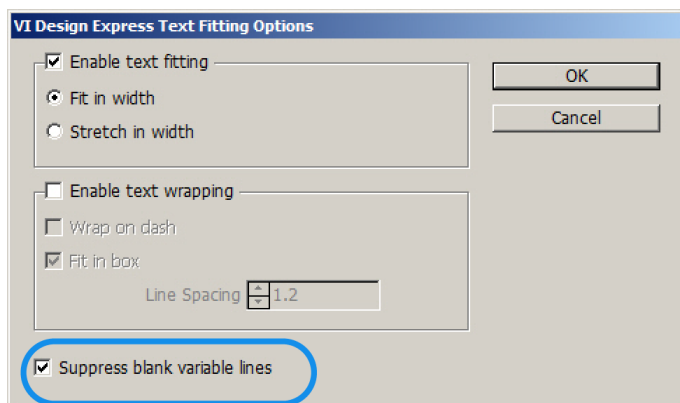 VI Design Express Text Fitting Options
Enable text fitting
Fit in width
Stretch in width
OK
Cancel
Enable text wrapping
Wrap on dash
Fit in box
Line Spacing 1.2
Suppress blank variable lines